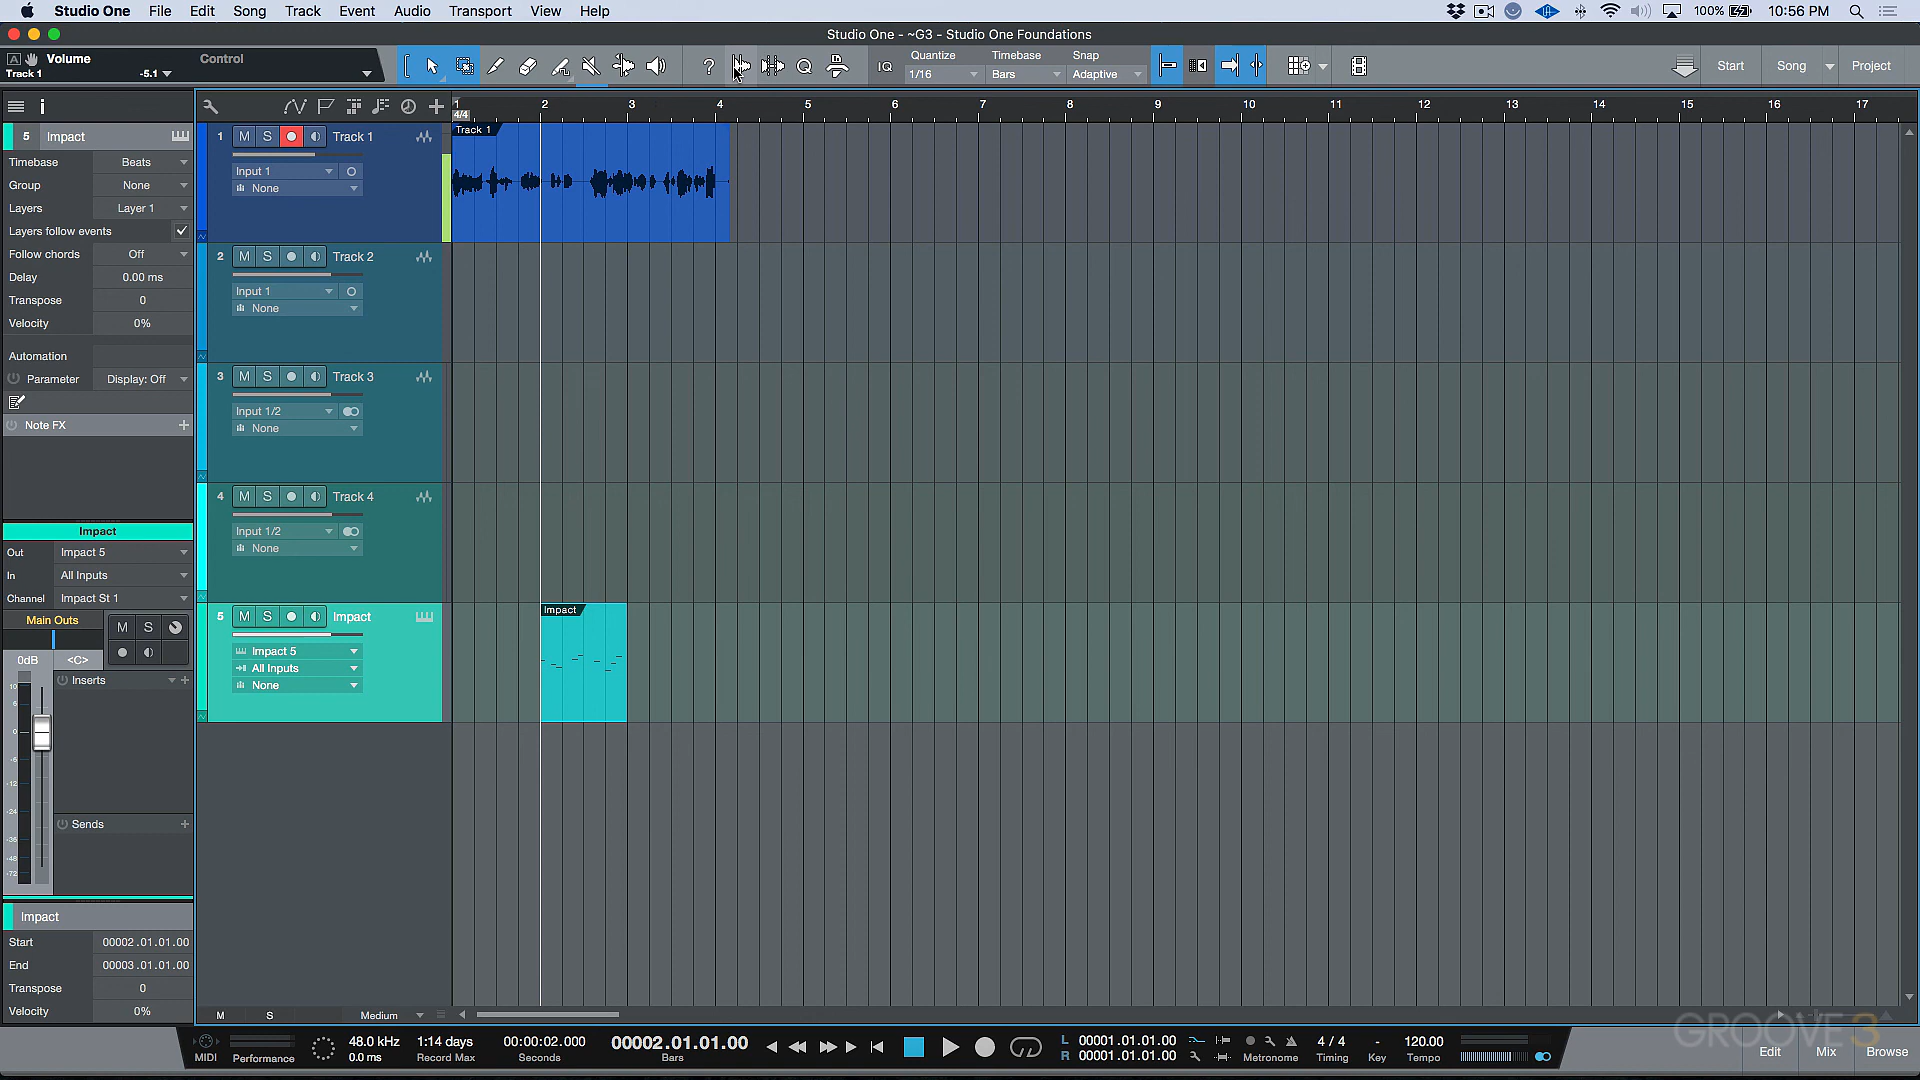 Studio One File Edit Song Track Event Audio Transport View Help 100% 10:56 PM
Studio One - ~G3 - Studio One Foundations
A Volume Control
Track 1 -5.1
? Q IQ
Quantize Timebase Snap
1/16 Bars Adaptive
Start Song Project
1 2 3 4 5 6 7 8 9 10 11 12 13 14 15 16 17
4/4
5 Impact
Timebase Beats
Group None
Layers Layer 1
Layers follow events
Follow chords Off
Delay 0.00 ms
Transpose 0
Velocity 0%
Automation
Parameter Display: Off
Note FX
Impact
Out Impact 5
In All Inputs
Channel Impact St 1
Main Outs M S
0dB <C>
Inserts
Sends
Impact
Start 00002.01.01.00
End 00003.01.01.00
Transpose 0
Velocity 0%
1 M S Track 1
Input 1
None
Track 1
2 M S Track 2
Input 1
None
3 M S Track 3
Input 1/2
None
4 M S Track 4
Input 1/2
None
5 M S Impact
Impact 5
All Inputs
None
Impact
M S Medium
GROOVE3
MIDI Performance
48.0 kHz
0.0 ms
1:14 days
Record Max
00:00:02.000
Seconds
00002.01.01.00
Bars
L 00001.01.01.00
R 00001.01.01.00
Metronome
4 / 4
Timing
-
Key
120.00
Tempo
Edit Mix Browse